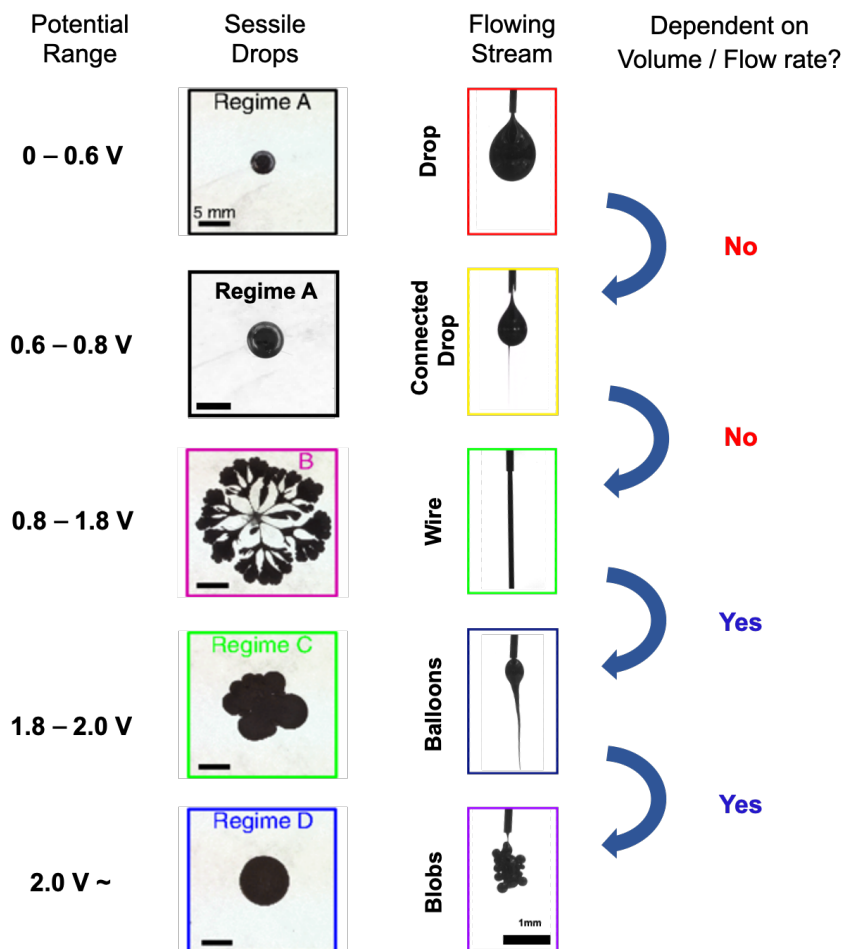 Potential
Range
Sessile
Drops
Flowing
Stream
Dependent on
Volume / Flow rate?
0 – 0.6 V
Regime A
5 mm
Drop
No
0.6 – 0.8 V
Regime A
Connected
Drop
No
0.8 – 1.8 V
B
Wire
Yes
1.8 – 2.0 V
Regime C
Balloons
Yes
2.0 V ~
Regime D
Blobs
1mm